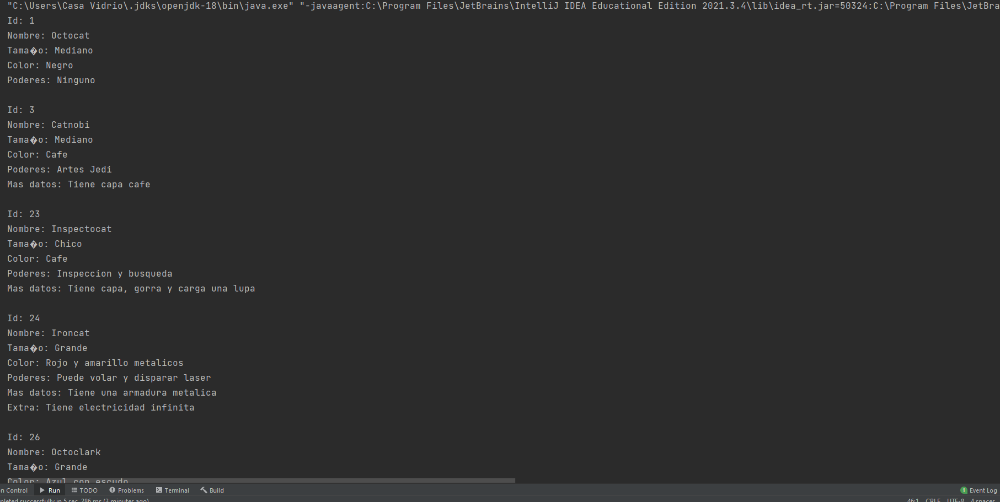 "C:\Users\Casa Vidrio\.jdks\openjdk-18\bin\java.exe" "-javaagent:C:\Program Files\JetBrains\IntelliJ IDEA Educational Edition 2021.3.4\lib\idea_rt.jar=50324:C:\Program Files\JetBra
Id: 1
Nombre: Octocat
Tama�o: Mediano
Color: Negro
Poderes: Ninguno
Id: 3
Nombre: Catnobi
Tama�o: Mediano
Color: Cafe
Poderes: Artes Jedi
Mas datos: Tiene capa cafe
Id: 23
Nombre: Inspectocat
Tama�o: Chico
Color: Cafe
Poderes: Inspeccion y busqueda
Mas datos: Tiene capa, gorra y carga una lupa
Id: 24
Nombre: Ironcat
Tama�o: Grande
Color: Rojo y amarillo metalicos
Poderes: Puede volar y disparar laser
Mas datos: Tiene una armadura metalica
Extra: Tiene electricidad infinita
Id: 26
Nombre: Octoclark
Tama�o: Grande
Color: Azul con escudo
n Control Run TODO Problems Terminal Build 1 Event Log
pleted successfully in 5 sec, 286 ms (3 minutes ago) 46:1 CRLF UTF-8 4 spaces